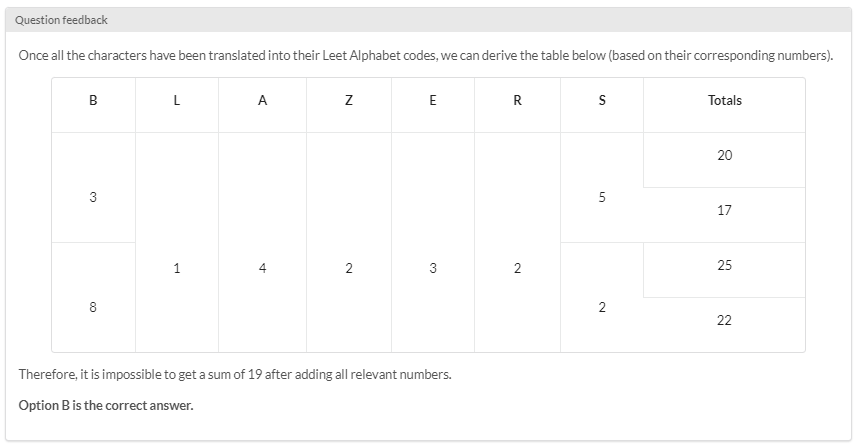 Question feedback
Once all the characters have been translated into their Leet Alphabet codes, we can derive the table below (based on their corresponding numbers).
B L A Z E R S Totals
20
3 5
17
1 4 2 3 2 25
8 2
22
Therefore, it is impossible to get a sum of 19 after adding all relevant numbers.
Option B is the correct answer.